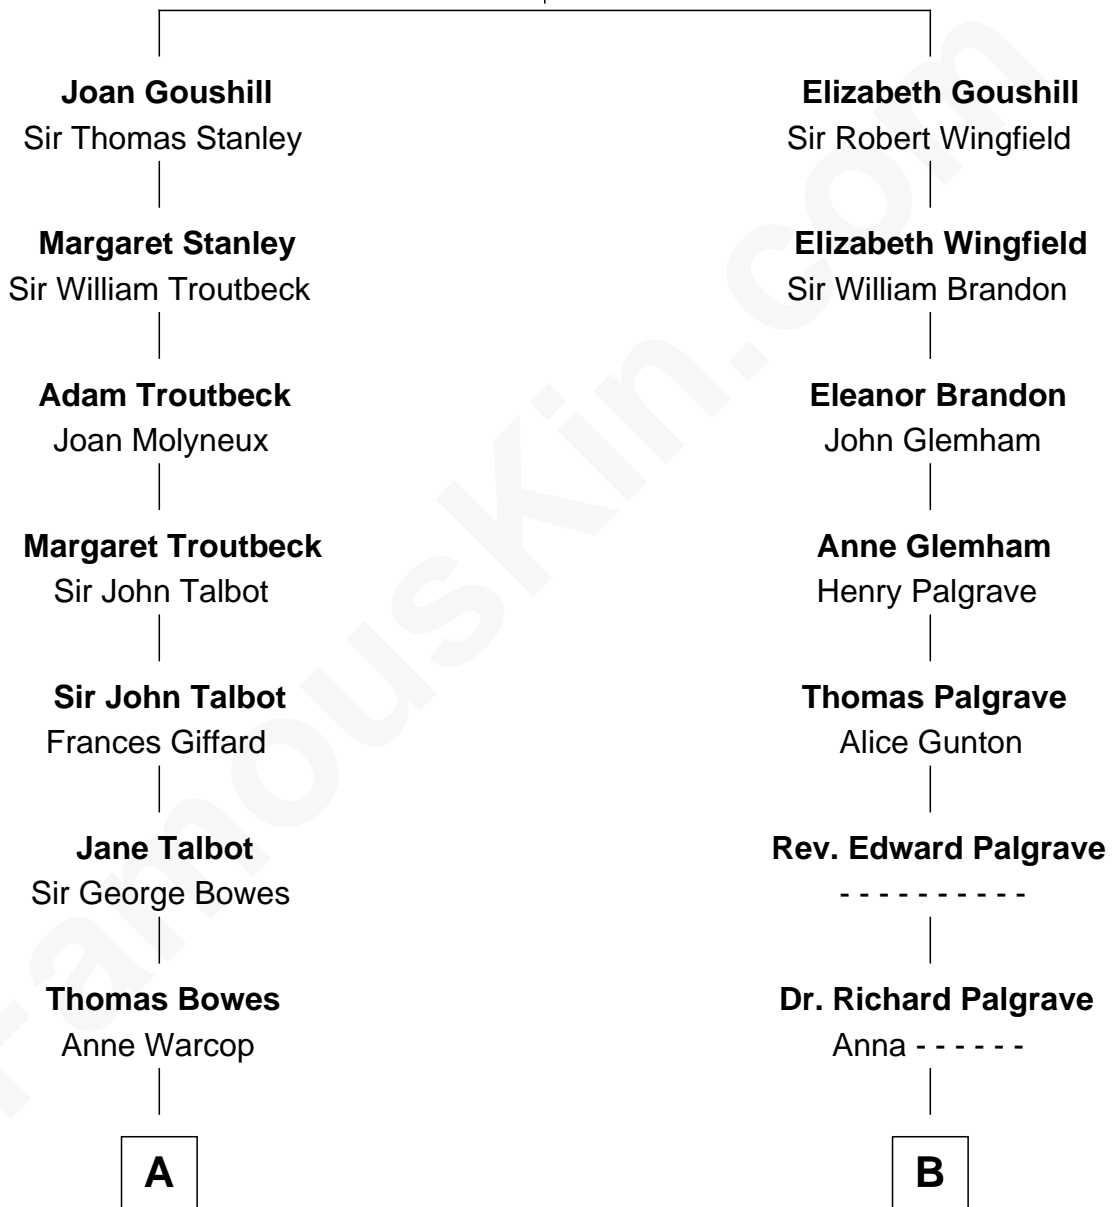 Joan Goushill
Sir Thomas Stanley
Margaret Stanley
Sir William Troutbeck
Adam Troutbeck
Joan Molyneux
Margaret Troutbeck
Sir John Talbot
Sir John Talbot
Frances Giffard
Jane Talbot
Sir George Bowes
Thomas Bowes
Anne Warcop
A
Elizabeth Goushill
Sir Robert Wingfield
Elizabeth Wingfield
Sir William Brandon
Eleanor Brandon
John Glemham
Anne Glemham
Henry Palgrave
Thomas Palgrave
Alice Gunton
Rev. Edward Palgrave
- - - - - - - - - -
Dr. Richard Palgrave
Anna - - - - - -
B
FamousKin.com